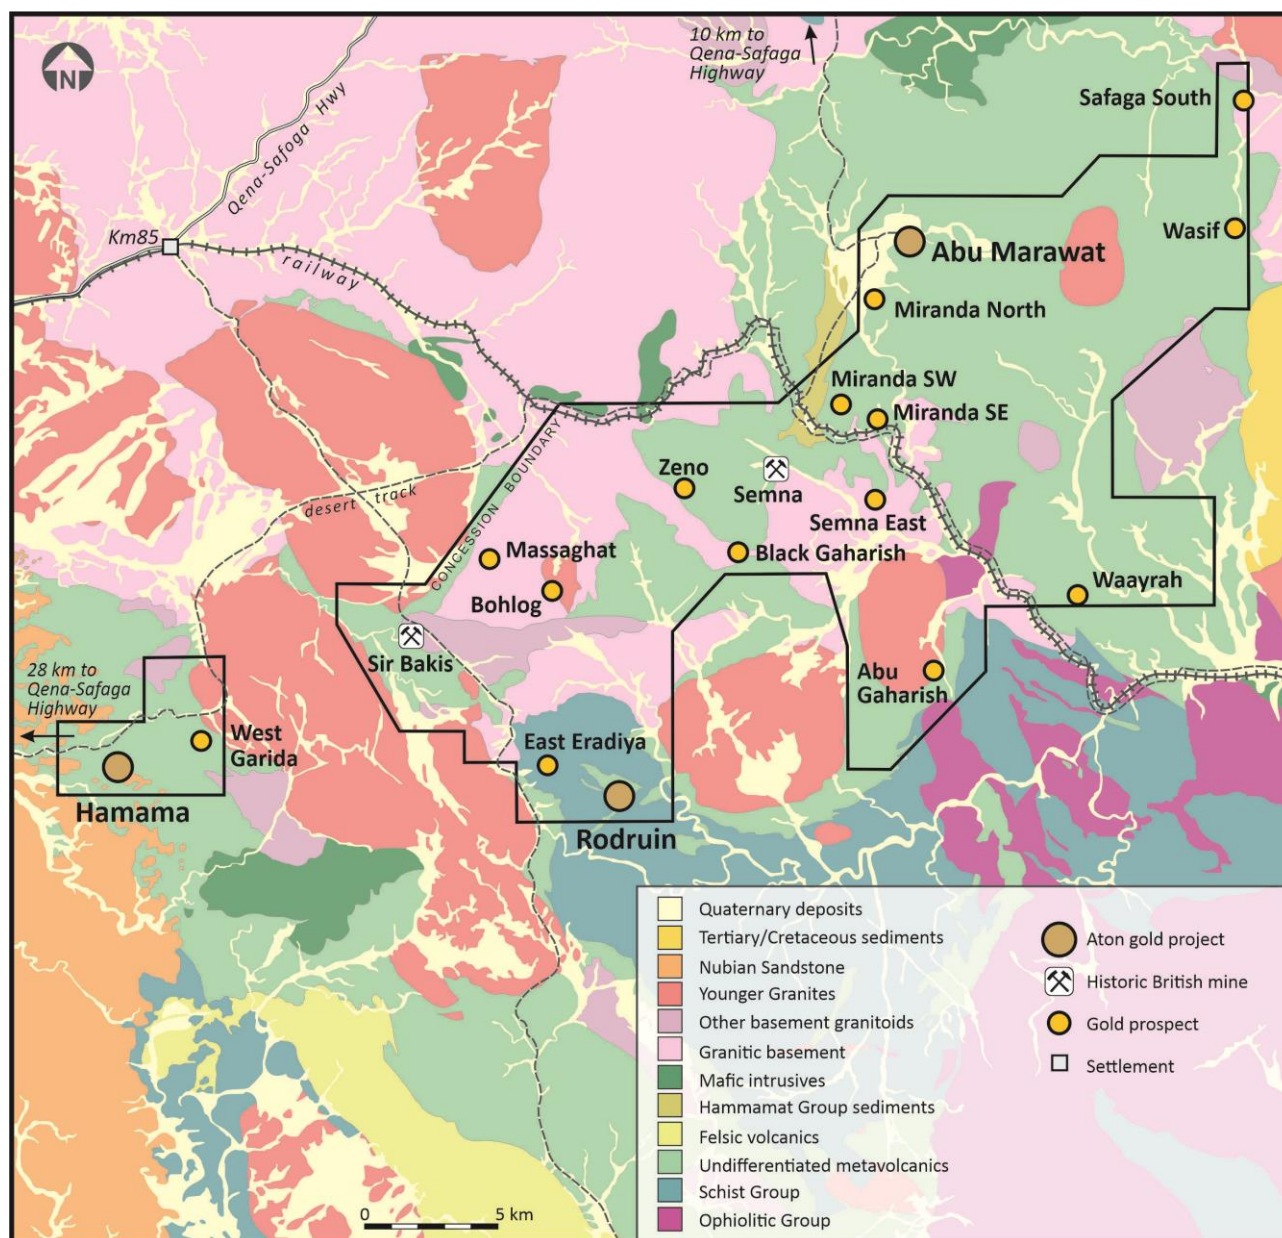 N
10 km to
Qena-Safaga
Highway
Qena-Safoga Hwy
Km85
railway
Safaga South
Wasif
Abu Marawat
Miranda North
Miranda SW
Miranda SE
CONCESSION BOUNDARY
desert track
Zeno
Semna
Semna East
Massaghat
Black Gaharish
Bohlog
Waayrah
Sir Bakis
28 km to
Qena-Safaga
Highway
Abu
Gaharish
West
Garida
East Eradiya
Hamama
Rodruin
Quaternary deposits
Tertiary/Cretaceous sediments
Nubian Sandstone
Younger Granites
Other basement granitoids
Granitic basement
Mafic intrusives
Hammamat Group sediments
Felsic volcanics
Undifferentiated metavolcanics
Schist Group
Ophiolitic Group
Aton gold project
Historic British mine
Gold prospect
Settlement
0 5 km